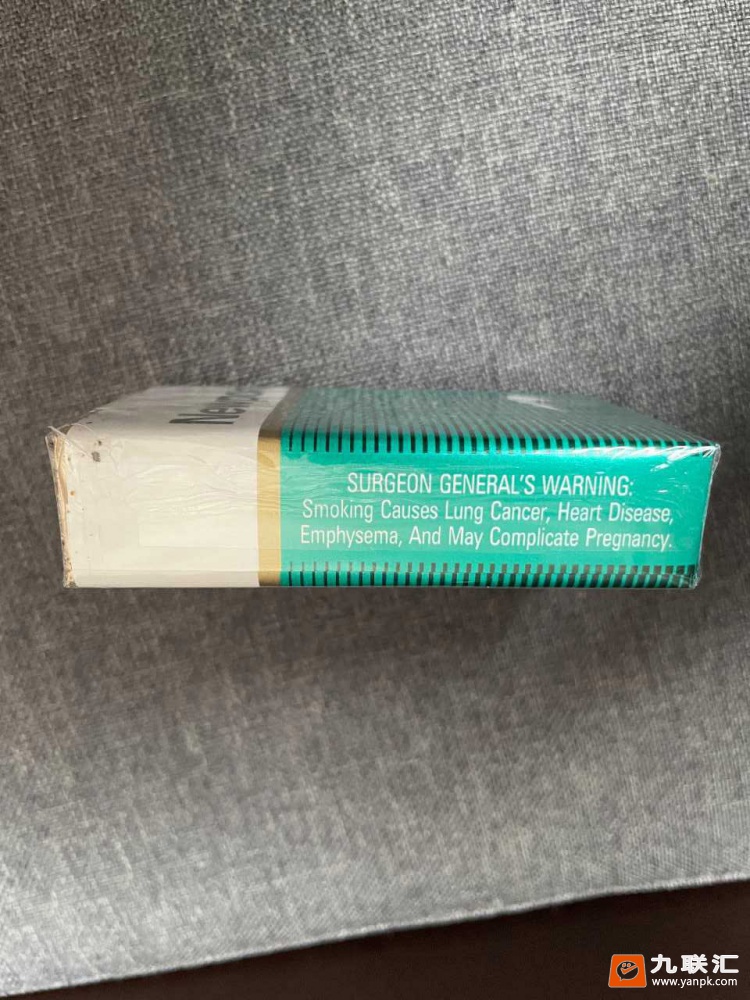 SURGEON GENERAL'S WARNING:
Smoking Causes Lung Cancer, Heart Disease,
Emphysema, And May Complicate Pregnancy.
九联汇
www.yanpk.com